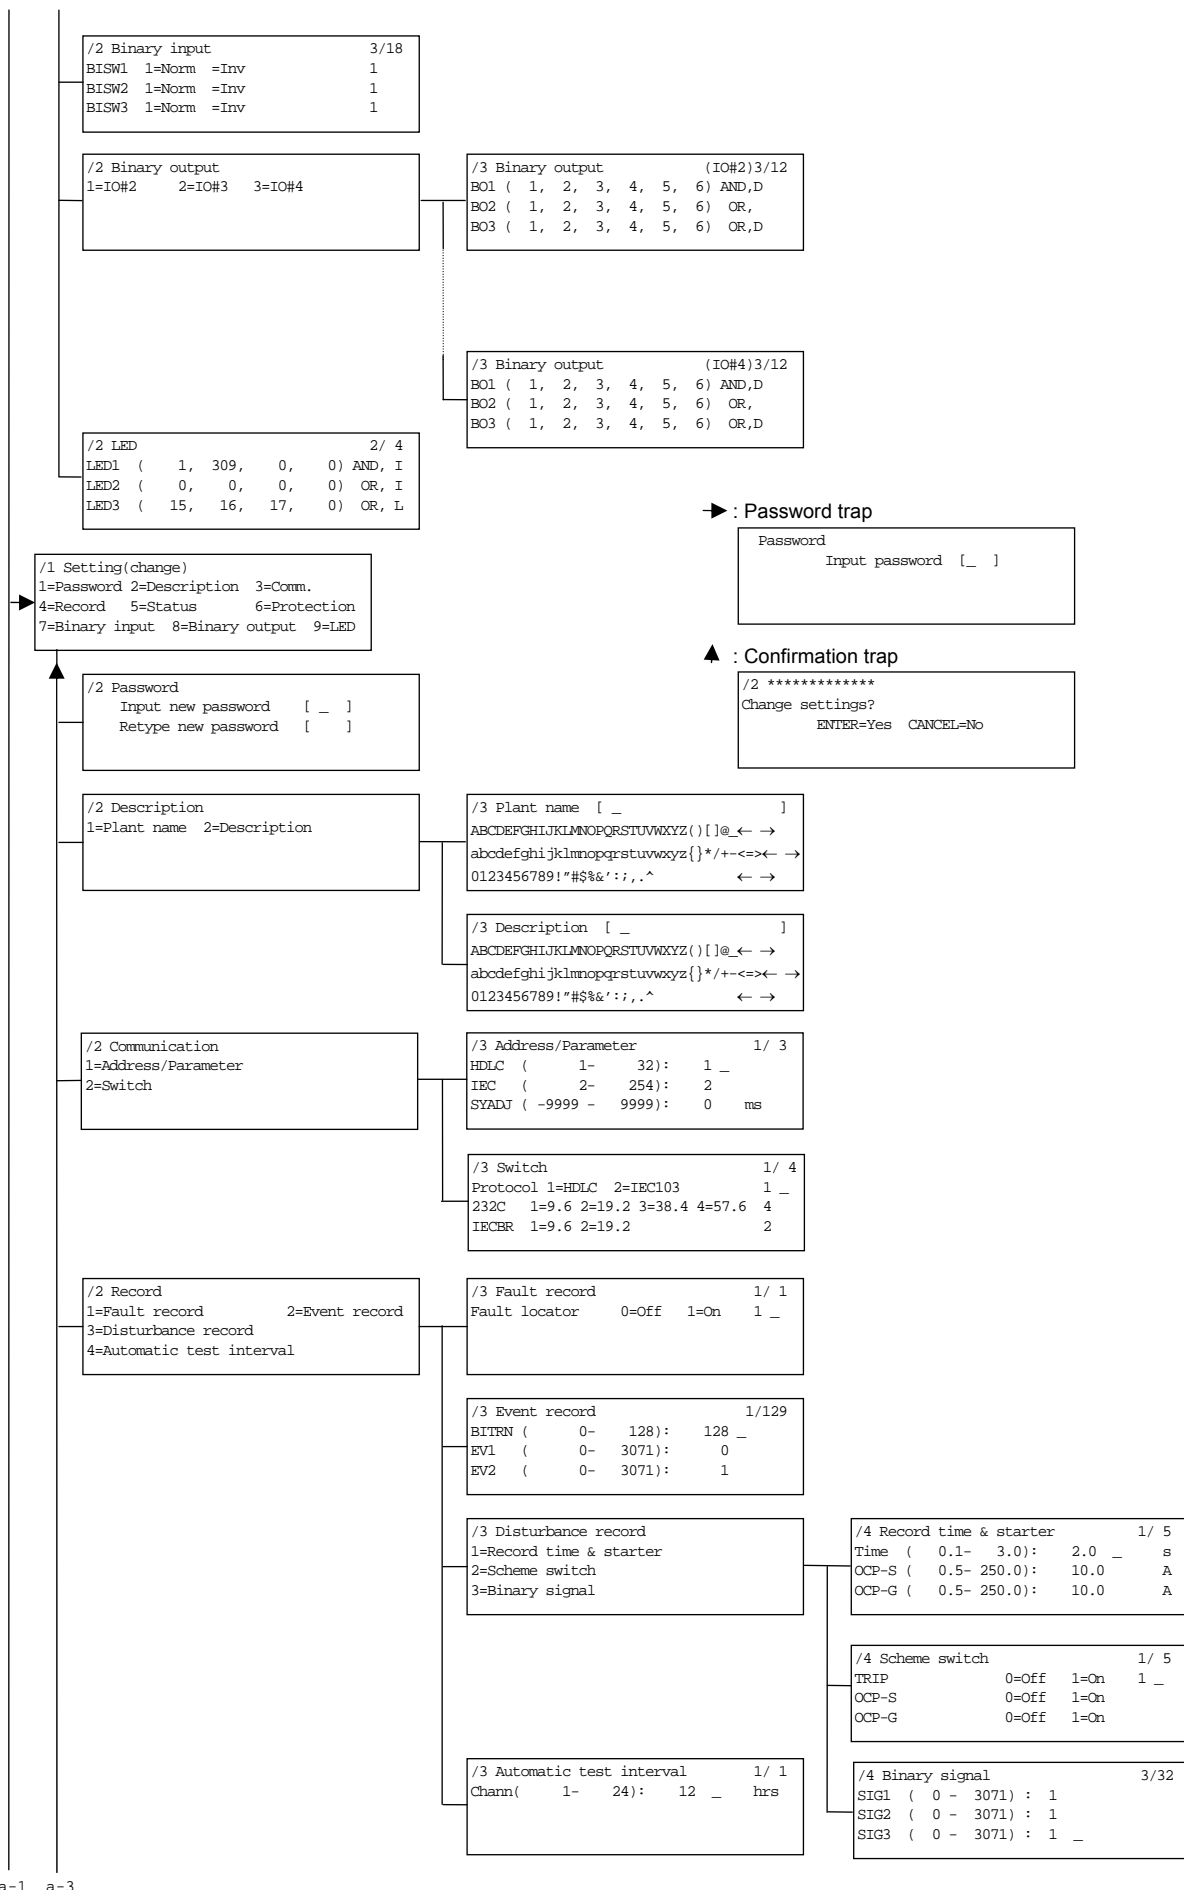 /2 Binary input 3/18
BISW1 1=Norm =Inv 1
BISW2 1=Norm =Inv 1
BISW3 1=Norm =Inv 1
/2 Binary output
1=IO#2 2=IO#3 3=IO#4
/3 Binary output (IO#2)3/12
BO1 ( 1, 2, 3, 4, 5, 6) AND,D
BO2 ( 1, 2, 3, 4, 5, 6) OR,
BO3 ( 1, 2, 3, 4, 5, 6) OR,D
/3 Binary output (IO#4)3/12
BO1 ( 1, 2, 3, 4, 5, 6) AND,D
BO2 ( 1, 2, 3, 4, 5, 6) OR,
BO3 ( 1, 2, 3, 4, 5, 6) OR,D
/2 LED 2/ 4
LED1 ( 1, 309, 0, 0) AND, I
LED2 ( 0, 0, 0, 0) OR, I
LED3 ( 15, 16, 17, 0) OR, L
: Password trap
Password
Input password [_ ]
/1 Setting(change)
1=Password 2=Description 3=Comm.
4=Record 5=Status 6=Protection
7=Binary input 8=Binary output 9=LED
: Confirmation trap
/2 *************
Change settings?
ENTER=Yes CANCEL=No
/2 Password
Input new password [ _ ]
Retype new password [ ]
/2 Description
1=Plant name 2=Description
/3 Plant name [ _ ]
ABCDEFGHIJKLMNOPQRSTUVWXYZ()[]@_← →
abcdefghijklmnopqrstuvwxyz{}*/+-<=>← →
0123456789!"#$%&':;,.^ ← →
/3 Description [ _ ]
ABCDEFGHIJKLMNOPQRSTUVWXYZ()[]@_← →
abcdefghijklmnopqrstuvwxyz{}*/+-<=>← →
0123456789!"#$%&':;,.^ ← →
/2 Communication
1=Address/Parameter
2=Switch
/3 Address/Parameter 1/ 3
HDLC ( 1- 32): 1 _
IEC ( 2- 254): 2
SYADJ ( -9999 - 9999): 0 ms
/3 Switch 1/ 4
Protocol 1=HDLC 2=IEC103 1 _
232C 1=9.6 2=19.2 3=38.4 4=57.6 4
IECBR 1=9.6 2=19.2 2
/2 Record
1=Fault record 2=Event record
3=Disturbance record
4=Automatic test interval
/3 Fault record 1/ 1
Fault locator 0=Off 1=On 1 _
/3 Event record 1/129
BITRN ( 0- 128): 128 _
EV1 ( 0- 3071): 0
EV2 ( 0- 3071): 1
/3 Disturbance record
1=Record time & starter
2=Scheme switch
3=Binary signal
/4 Record time & starter 1/ 5
Time ( 0.1- 3.0): 2.0 _ s
OCP-S ( 0.5- 250.0): 10.0 A
OCP-G ( 0.5- 250.0): 10.0 A
/4 Scheme switch 1/ 5
TRIP 0=Off 1=On 1 _
OCP-S 0=Off 1=On
OCP-G 0=Off 1=On
/3 Automatic test interval 1/ 1
Chann( 1- 24): 12 _ hrs
/4 Binary signal 3/32
SIG1 ( 0 - 3071) : 1
SIG2 ( 0 - 3071) : 1
SIG3 ( 0 - 3071) : 1 _
a-1 a-3